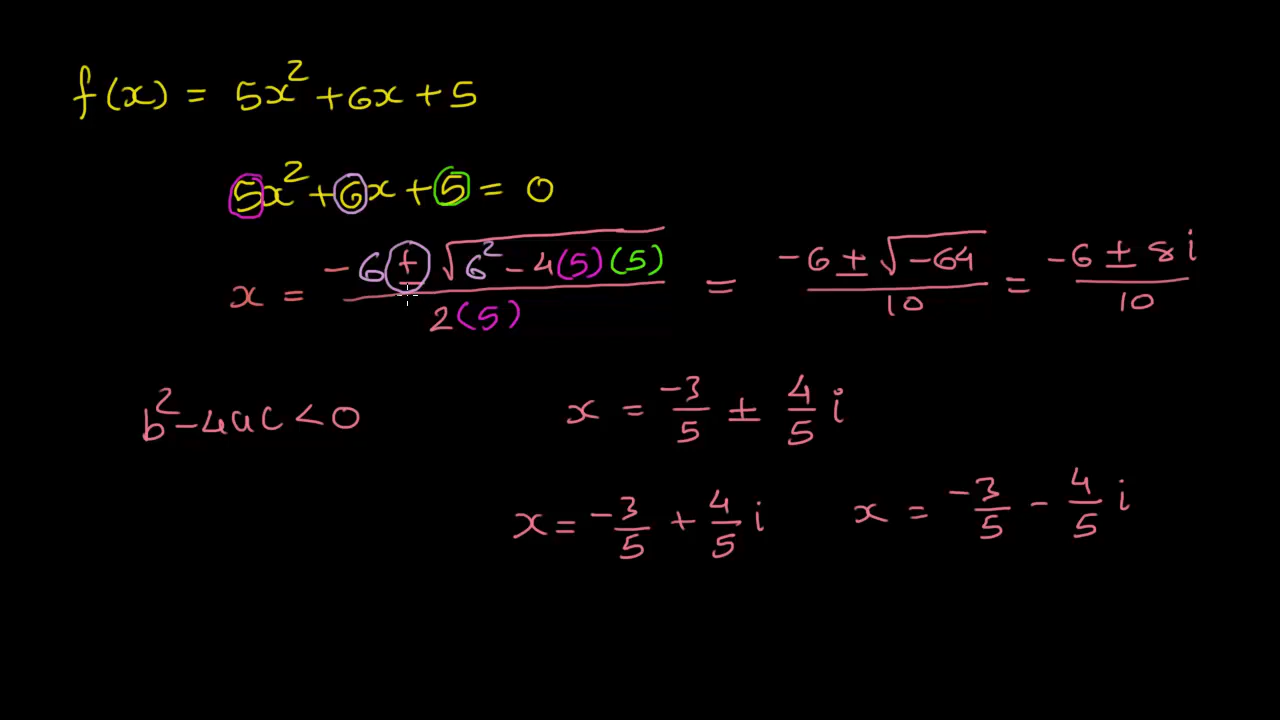 f(x) = 5x² + 6x + 5
5x² + 6x + 5 = 0
x = (-6 ± √(6² - 4(5)(5))) / 2(5) = (-6 ± √-64) / 10 = (-6 ± 8i) / 10
b² - 4ac < 0
x = -3/5 ± 4/5 i
x = -3/5 + 4/5 i
x = -3/5 - 4/5 i